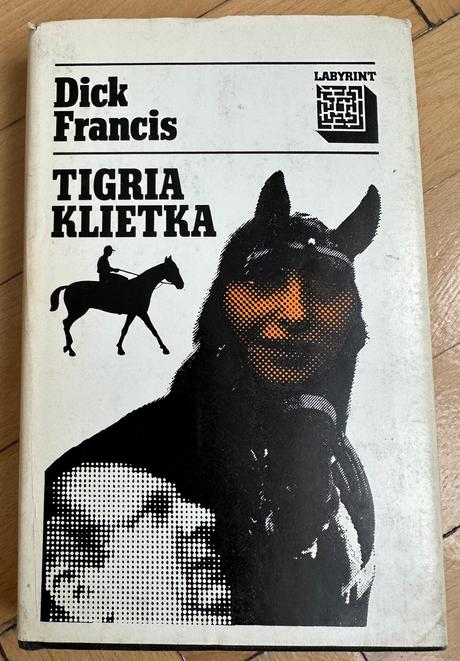 Dick
Francis
LABYRINT
TIGRIA
KLIETKA